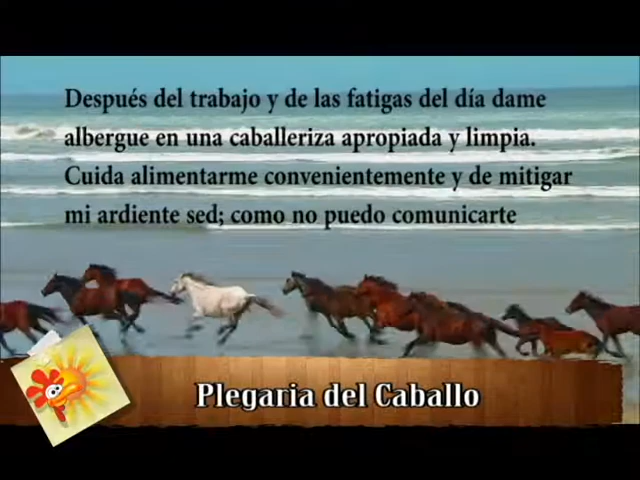 Después del trabajo y de las fatigas del día dame
albergue en una caballeriza apropiada y limpia.
Cuida alimentarme convenientemente y de mitigar
mi ardiente sed; como no puedo comunicarte
Plegaria del Caballo